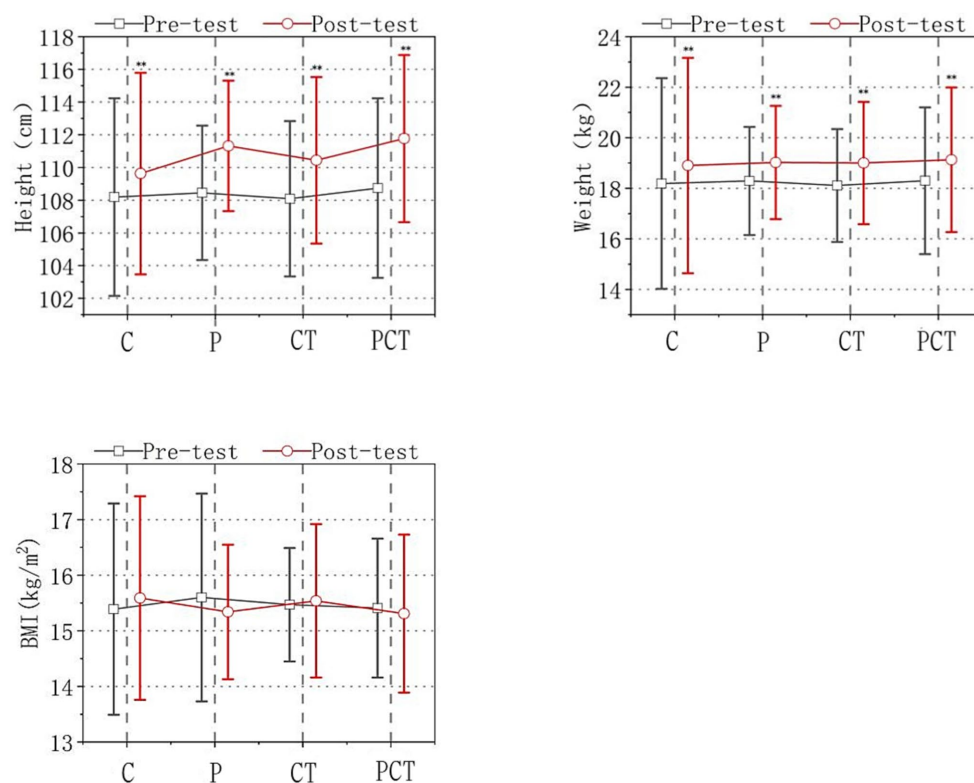 Pre-test Post-test
118
116
114
112
110
108
106
104
102
Height (cm)
** ** ** **
C P CT PCT
Pre-test Post-test
24
22
20
18
16
14
Weight (kg)
** ** ** **
C P CT PCT
Pre-test Post-test
18
17
16
15
14
13
BMI(kg/m²)
C P CT PCT